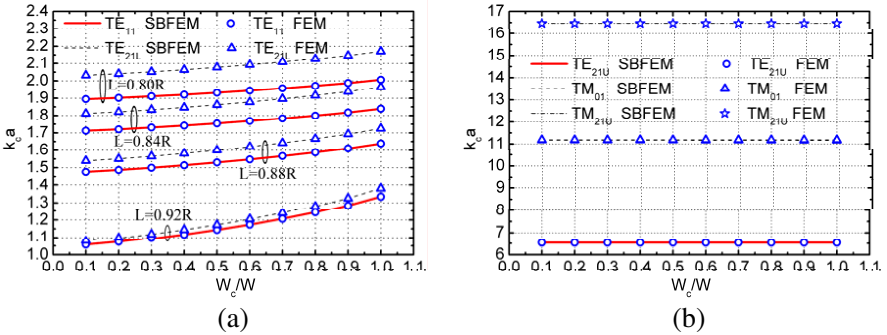 TE11 SBFEM TE11 FEM
TE21L SBFEM TE21L FEM
2.4
2.3
2.2
2.1
2.0
1.9
1.8
1.7
1.6
1.5
1.4
1.3
1.2
1.1
1.0
kca
L=0.80R
L=0.84R
L=0.88R
L=0.92R
0.0 0.1 0.2 0.3 0.4 0.5 0.6 0.7 0.8 0.9 1.0 1.1
Wc/W
(a)
TE21U SBFEM TE21U FEM
TM01 SBFEM TM01 FEM
TM21U SBFEM TM21U FEM
17
16
15
14
13
12
11
10
9
8
7
6
kca
0.0 0.1 0.2 0.3 0.4 0.5 0.6 0.7 0.8 0.9 1.0 1.1
Wc/W
(b)